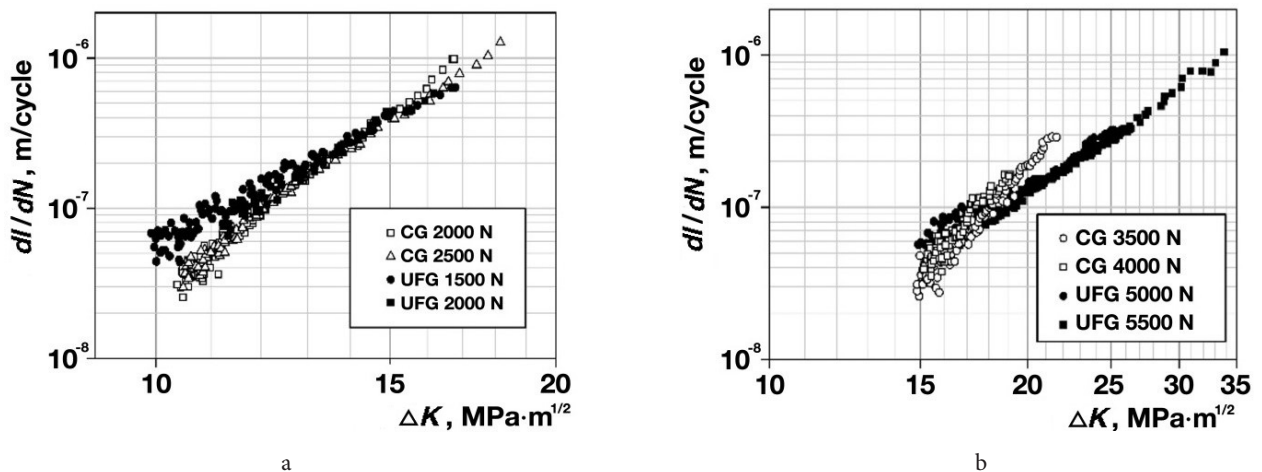 dl/dN, m/cycle
10⁻⁶
10⁻⁷
10⁻⁸
CG 2000 N
CG 2500 N
UFG 1500 N
UFG 2000 N
10 15 20
ΔK, MPa·m^1/2
a
dl/dN, m/cycle
10⁻⁶
10⁻⁷
10⁻⁸
CG 3500 N
CG 4000 N
UFG 5000 N
UFG 5500 N
10 15 20 25 30 35
ΔK, MPa·m^1/2
b